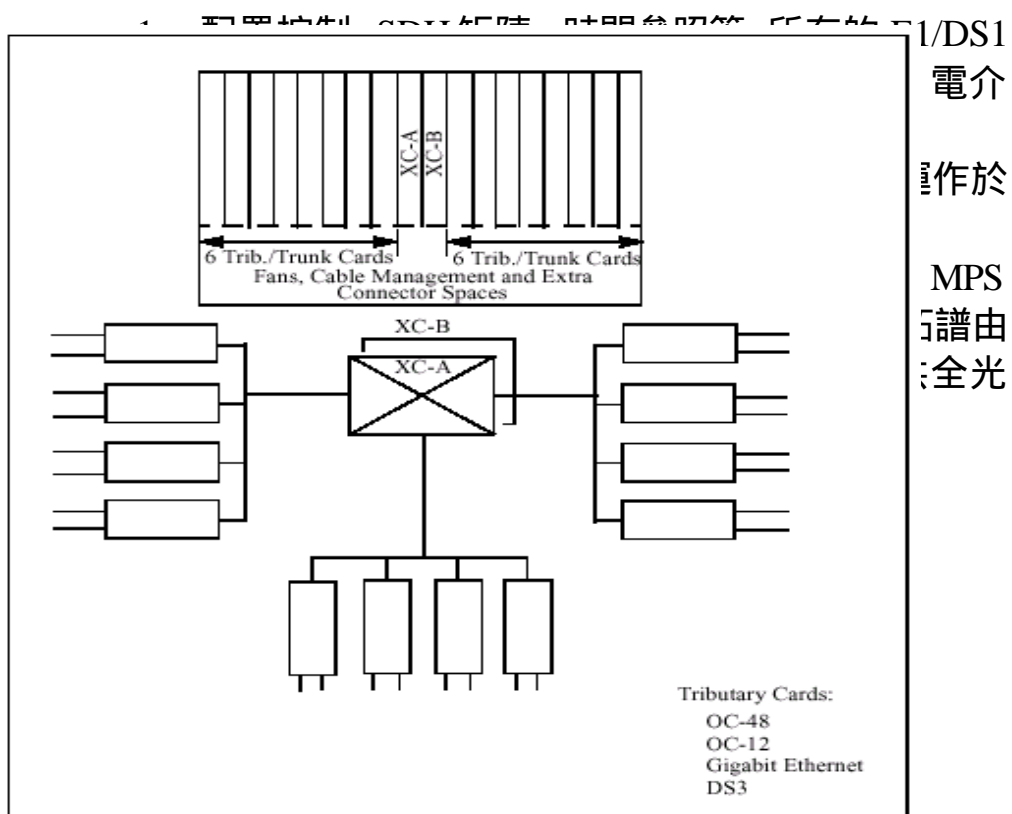 1/DS1
電介
運作於
MPS
譜由
全光
XC-A
XC-B
6 Trib./Trunk Cards
6 Trib./Trunk Cards
Fans, Cable Management and Extra
Connector Spaces
XC-B
XC-A
Tributary Cards:
OC-48
OC-12
Gigabit Ethernet
DS3